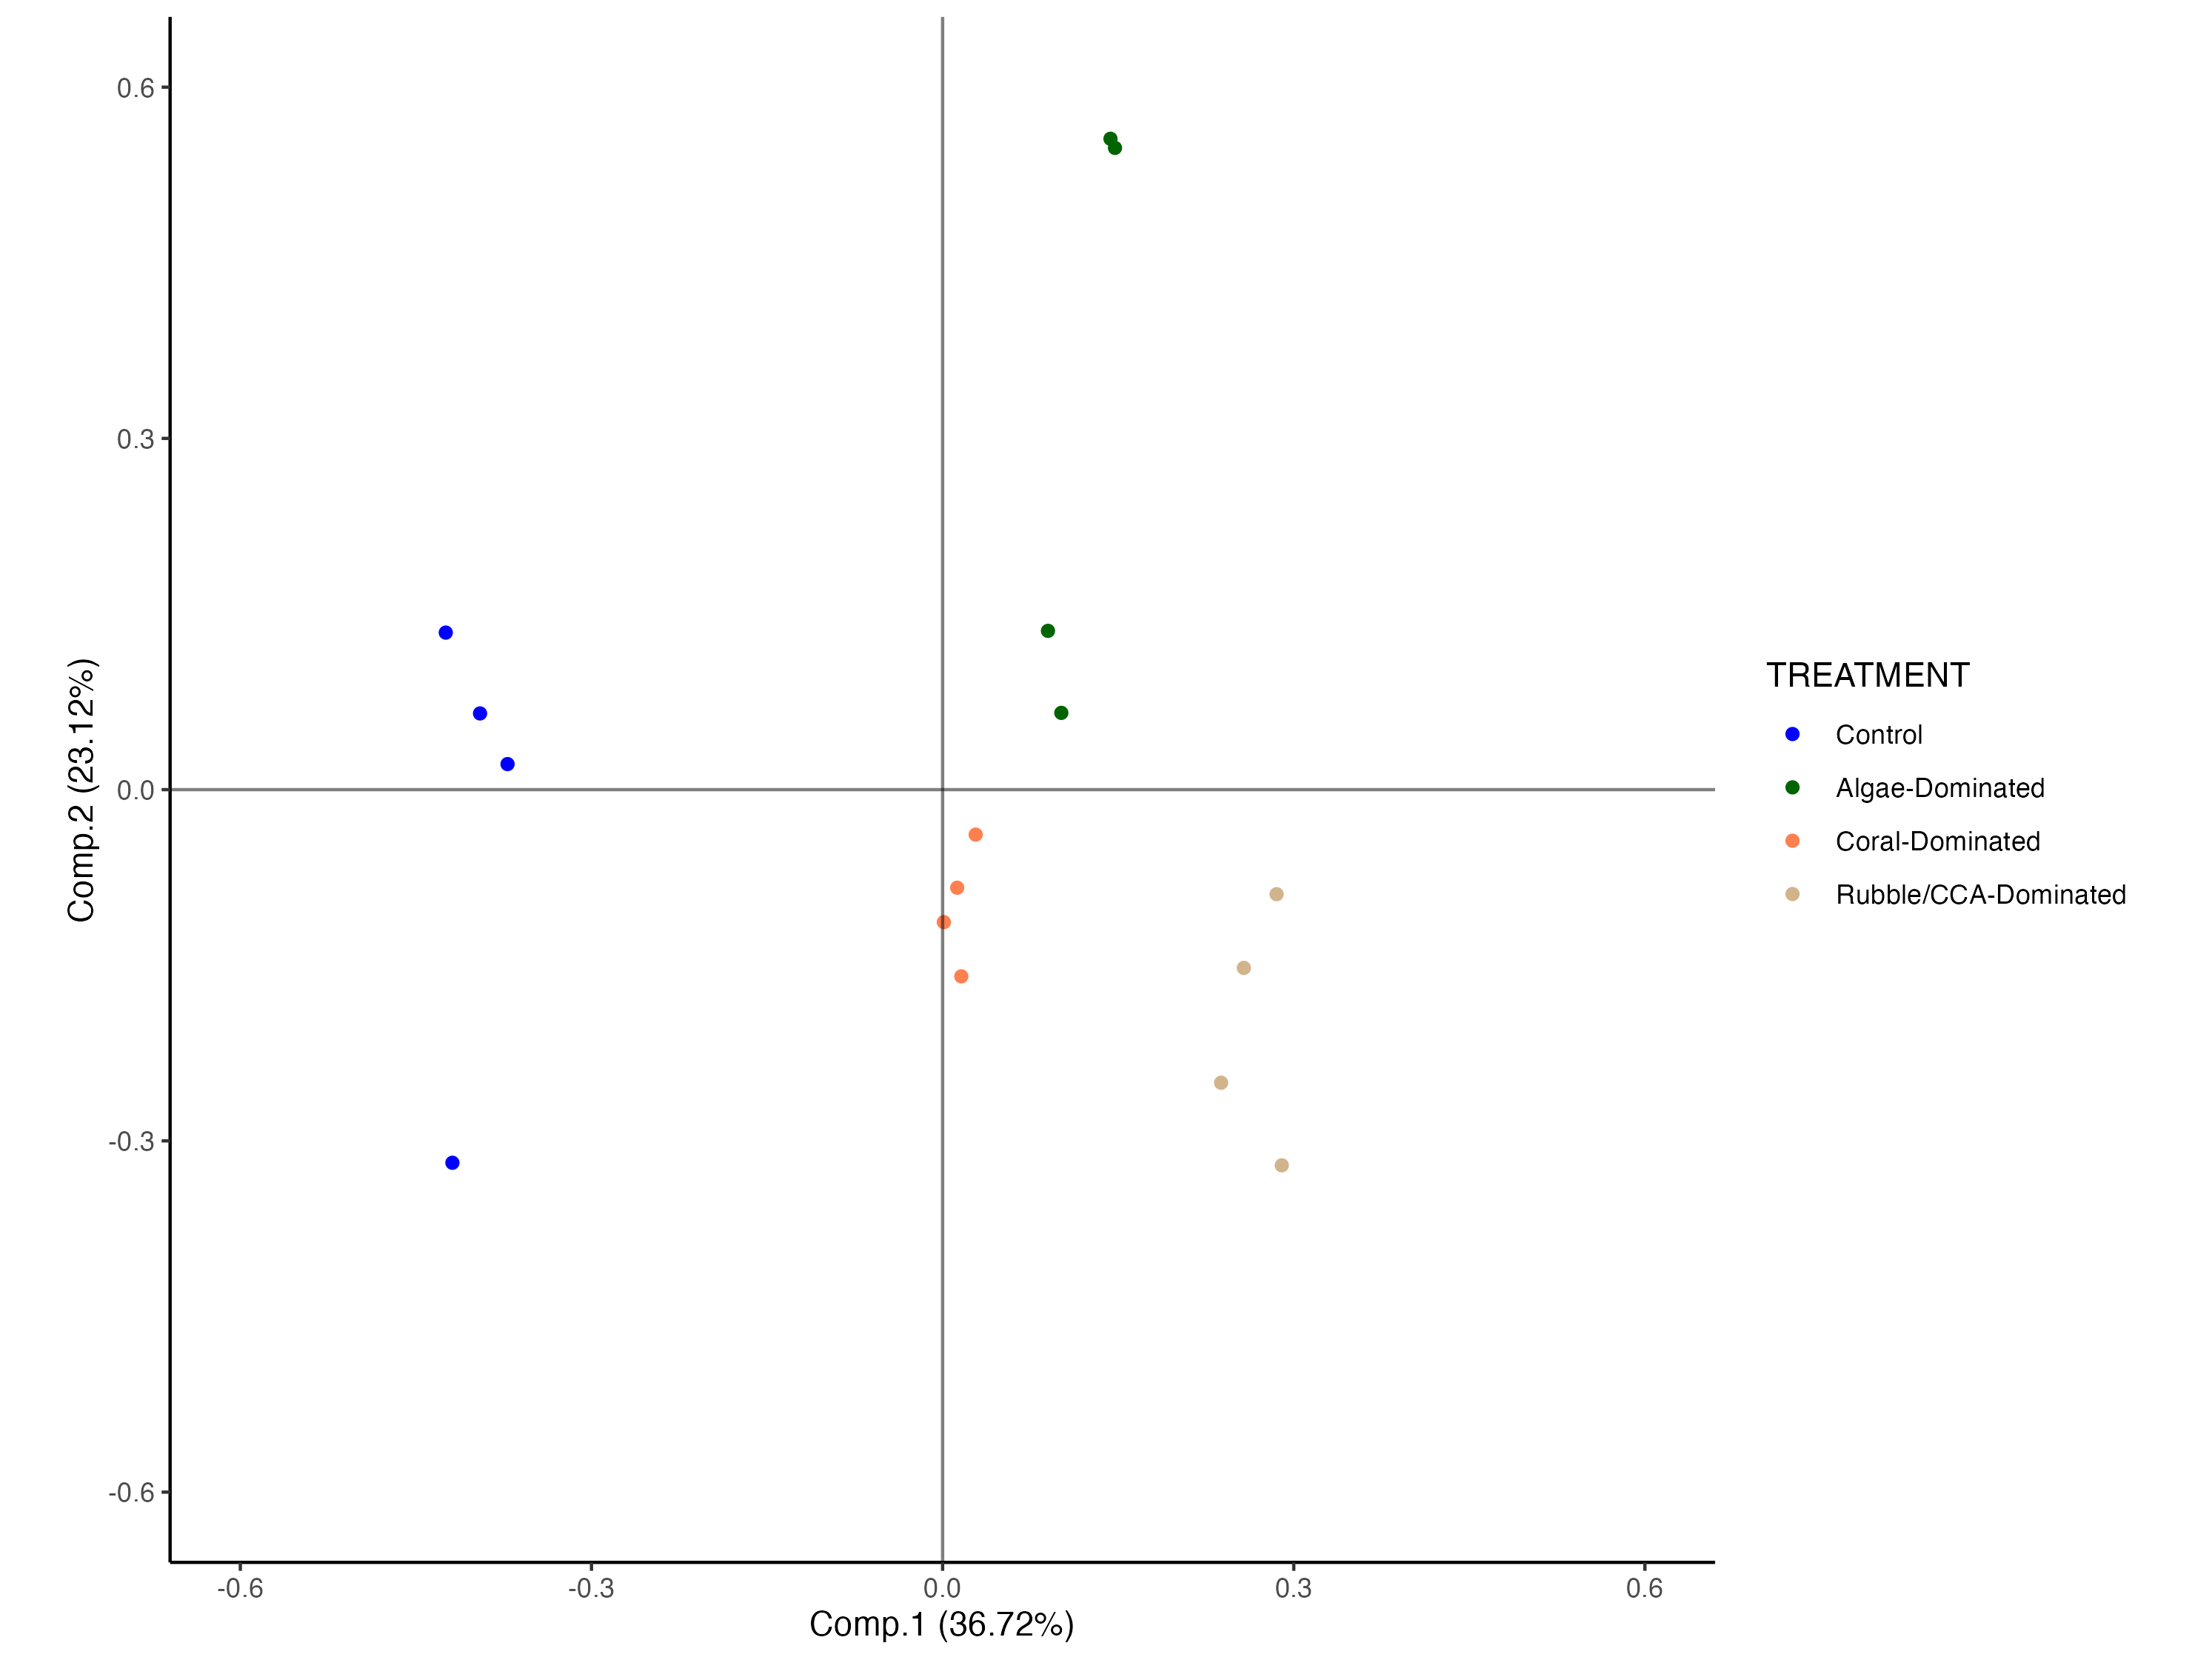 0.6
0.3
0.0
-0.3
-0.6
Comp.2 (23.12%)
-0.6
-0.3
0.0
0.3
0.6
Comp.1 (36.72%)
TREATMENT
Control
Algae-Dominated
Coral-Dominated
Rubble/CCA-Dominated